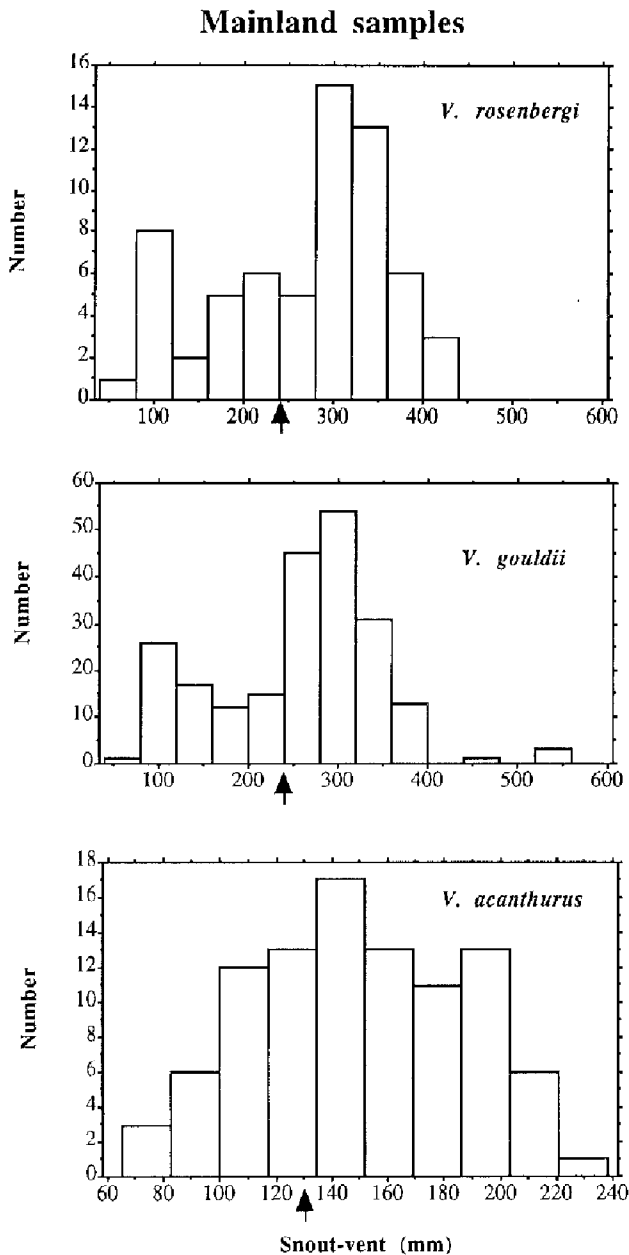 Mainland samples
16
14
12
10
8
6
4
2
0
Number
V. rosenbergi
100 200 300 400 500 600
60
50
40
30
20
10
0
Number
V. gouldii
100 200 300 400 500 600
18
16
14
12
10
8
6
4
2
0
Number
V. acanthurus
60 80 100 120 140 160 180 200 220 240
Snout-vent (mm)